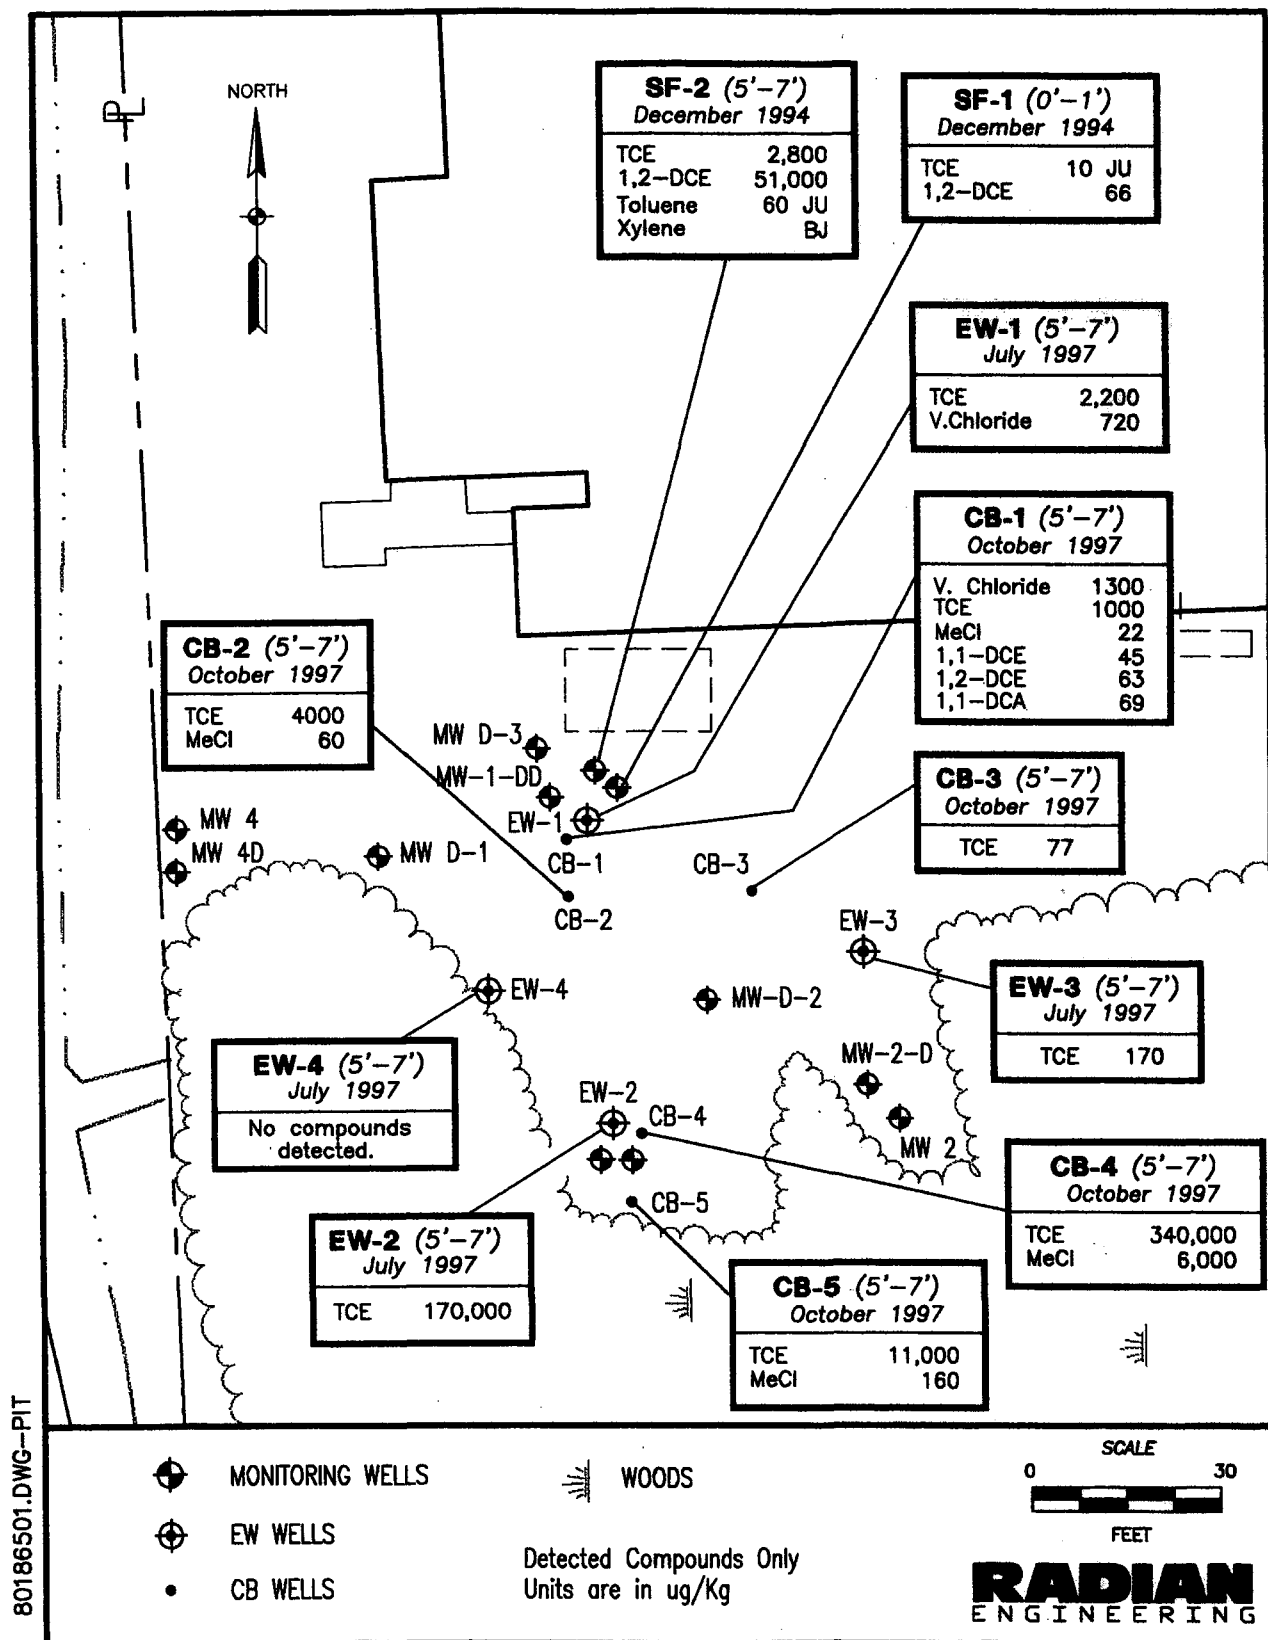 NORTH
PL
SF-2 (5'-7')
December 1994
TCE 2,800
1,2-DCE 51,000
Toluene 60 JU
Xylene BJ
SF-1 (0'-1')
December 1994
TCE 10 JU
1,2-DCE 66
EW-1 (5'-7')
July 1997
TCE 2,200
V.Chloride 720
CB-1 (5'-7')
October 1997
V. Chloride 1300
TCE 1000
MeCl 22
1,1-DCE 45
1,2-DCE 63
1,1-DCA 69
CB-2 (5'-7')
October 1997
TCE 4000
MeCl 60
MW D-3
MW-1-DD
EW-1
CB-1
CB-2
CB-3
MW 4
MW 4D
MW D-1
CB-3 (5'-7')
October 1997
TCE 77
EW-3
EW-4
MW-D-2
EW-3 (5'-7')
July 1997
TCE 170
EW-4 (5'-7')
July 1997
No compounds
detected.
MW-2-D
MW 2
EW-2
CB-4
CB-5
CB-4 (5'-7')
October 1997
TCE 340,000
MeCl 6,000
EW-2 (5'-7')
July 1997
TCE 170,000
CB-5 (5'-7')
October 1997
TCE 11,000
MeCl 160
80186501.DWG-PIT
MONITORING WELLS
EW WELLS
CB WELLS
WOODS
Detected Compounds Only
Units are in ug/Kg
SCALE
0 30
FEET
RADIAN
ENGINEERING